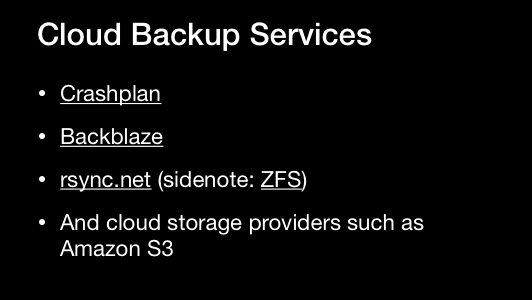 Cloud Backup Services
• Crashplan
• Backblaze
• rsync.net (sidenote: ZFS)
• And cloud storage providers such as
Amazon S3